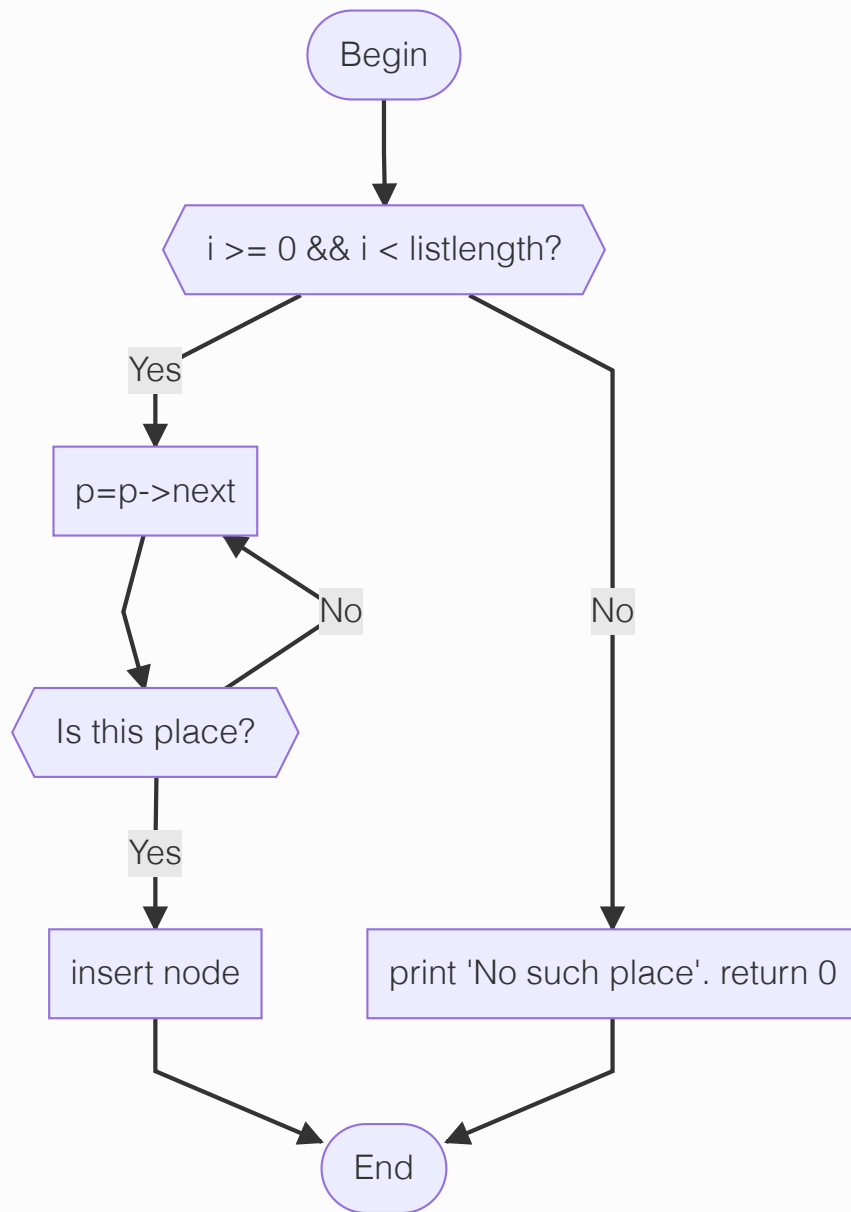 Begin
i >= 0 && i < listlength?
Yes
p=p->next
No
No
Is this place?
Yes
insert node
print 'No such place'. return 0
End